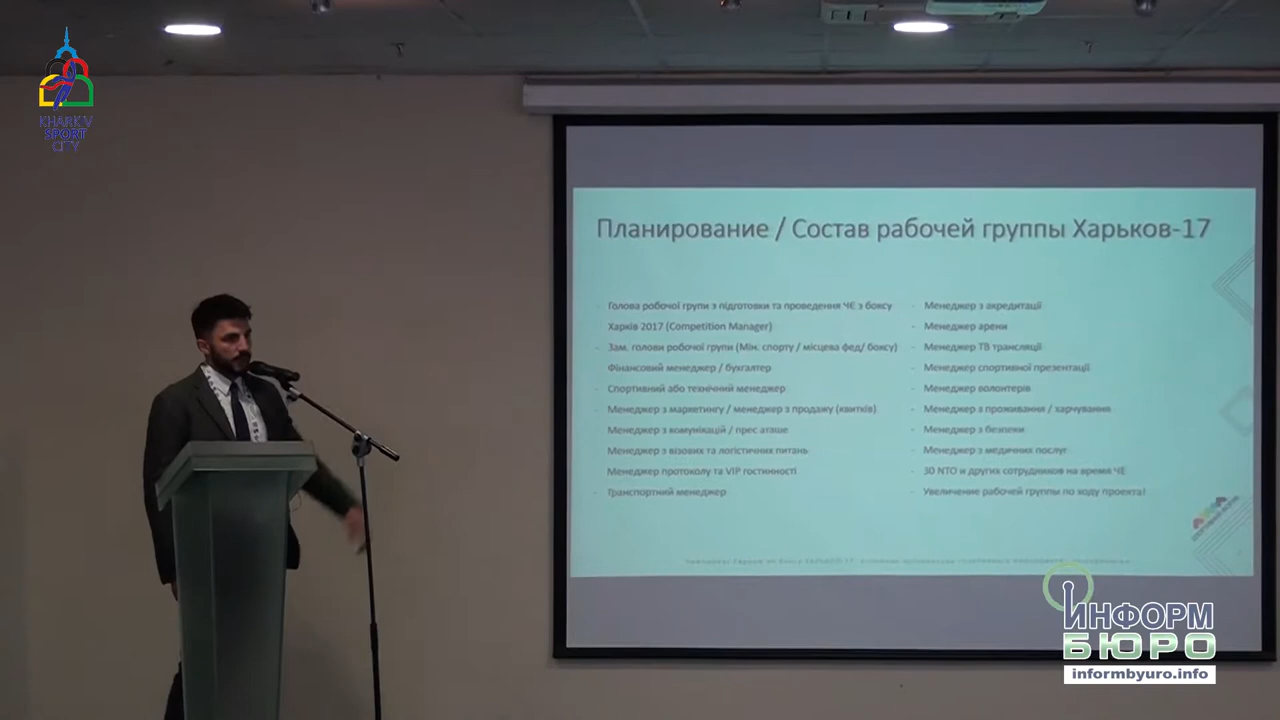 KHARKIV
SPORT
CITY
Планирование / Состав рабочей группы Харьков-17
- Голова робочої групи з підготовки та проведення ЧЄ з боксу
Харків 2017 (Competition Manager)
- Зам. голови робочої групи (Мін. спорту / місцева фед/ боксу)
Фінансовий менеджер / бухгалтер
- Спортивний або технічний менеджер
- Менеджер з маркетингу / менеджер з продажу (квитків)
Менеджер з комунікацій / прес аташе
Менеджер з візових та логістичних питань
Менеджер протоколу та VIP гостинності
- Транспортний менеджер
- Менеджер з акредитації
- Менеджер арени
- Менеджер ТВ трансляції
- Менеджер спортивної презентації
- Менеджер волонтерів
- Менеджер з проживання / харчування
- Менеджер з безпеки
- Менеджер з медичних послуг
- 30 NTO и других сотрудников на время ЧЕ
- Увеличение рабочей группы по ходу проекта!
ИНФОРМ
БЮРО
informbyuro.info